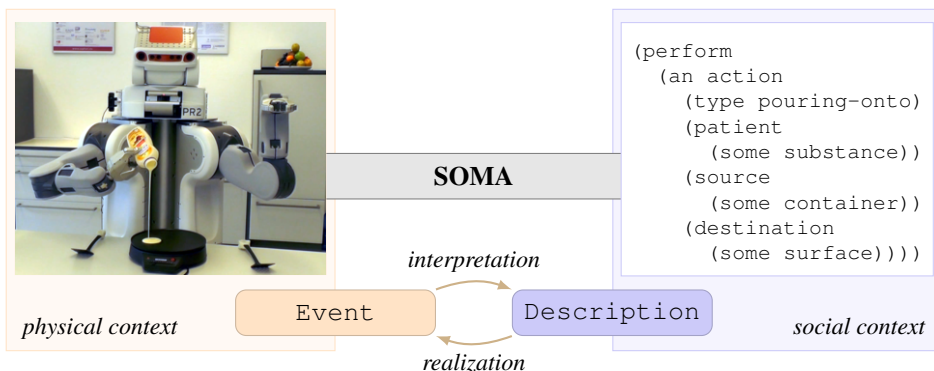 PR2
SOMA
(perform
(an action
(type pouring-onto)
(patient
(some substance))
(source
(some container))
(destination
(some surface))))
interpretation
Event
Description
physical context
social context
realization